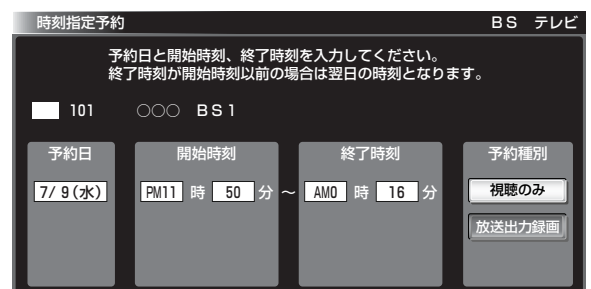 時刻指定予約 BS テレビ
予約日と開始時刻、終了時刻を入力してください。
終了時刻が開始時刻以前の場合は翌日の時刻となります。
101 ○○○ BS1
予約日 開始時刻 終了時刻 予約種別
7/ 9(水) PM11 時 50 分 ~ AM0 時 16 分 視聴のみ
放送出力録画